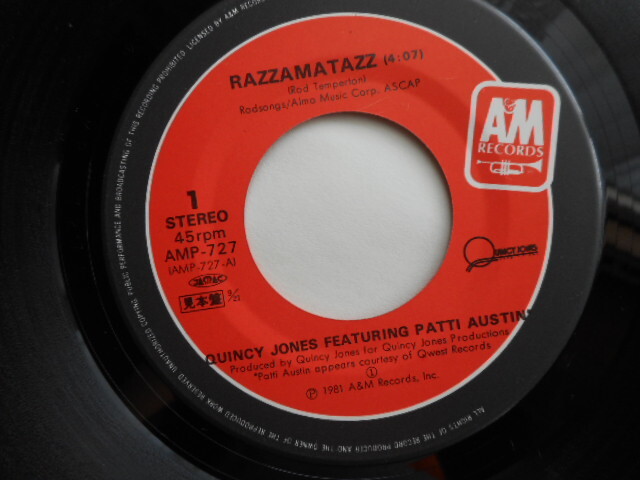 RAZZAMATAZZ (4:07)
(Rod Temperton)
Rodsongs/Almo Music Corp. ASCAP
A&M
RECORDS
1
STEREO
45rpm
AMP-727
(AMP-727-A)
見本盤
QUINCY JONES FEATURING PATTI AUSTIN*
Produced by Quincy Jones for Quincy Jones Productions
*Patti Austin appears courtesy of Qwest Records
Ⓛ
Ⓟ 1981 A&M Records, Inc.
ALL RIGHTS OF THE RECORD PRODUCER AND THE OWNER OF THE REPRODUCED WORK RESERVED UNAUTHORIZED COPYING PUBLIC PERFORMANCE AND BROADCASTING OF THIS RECORDING PROHIBITED. LICENSED BY A&M RECORDS